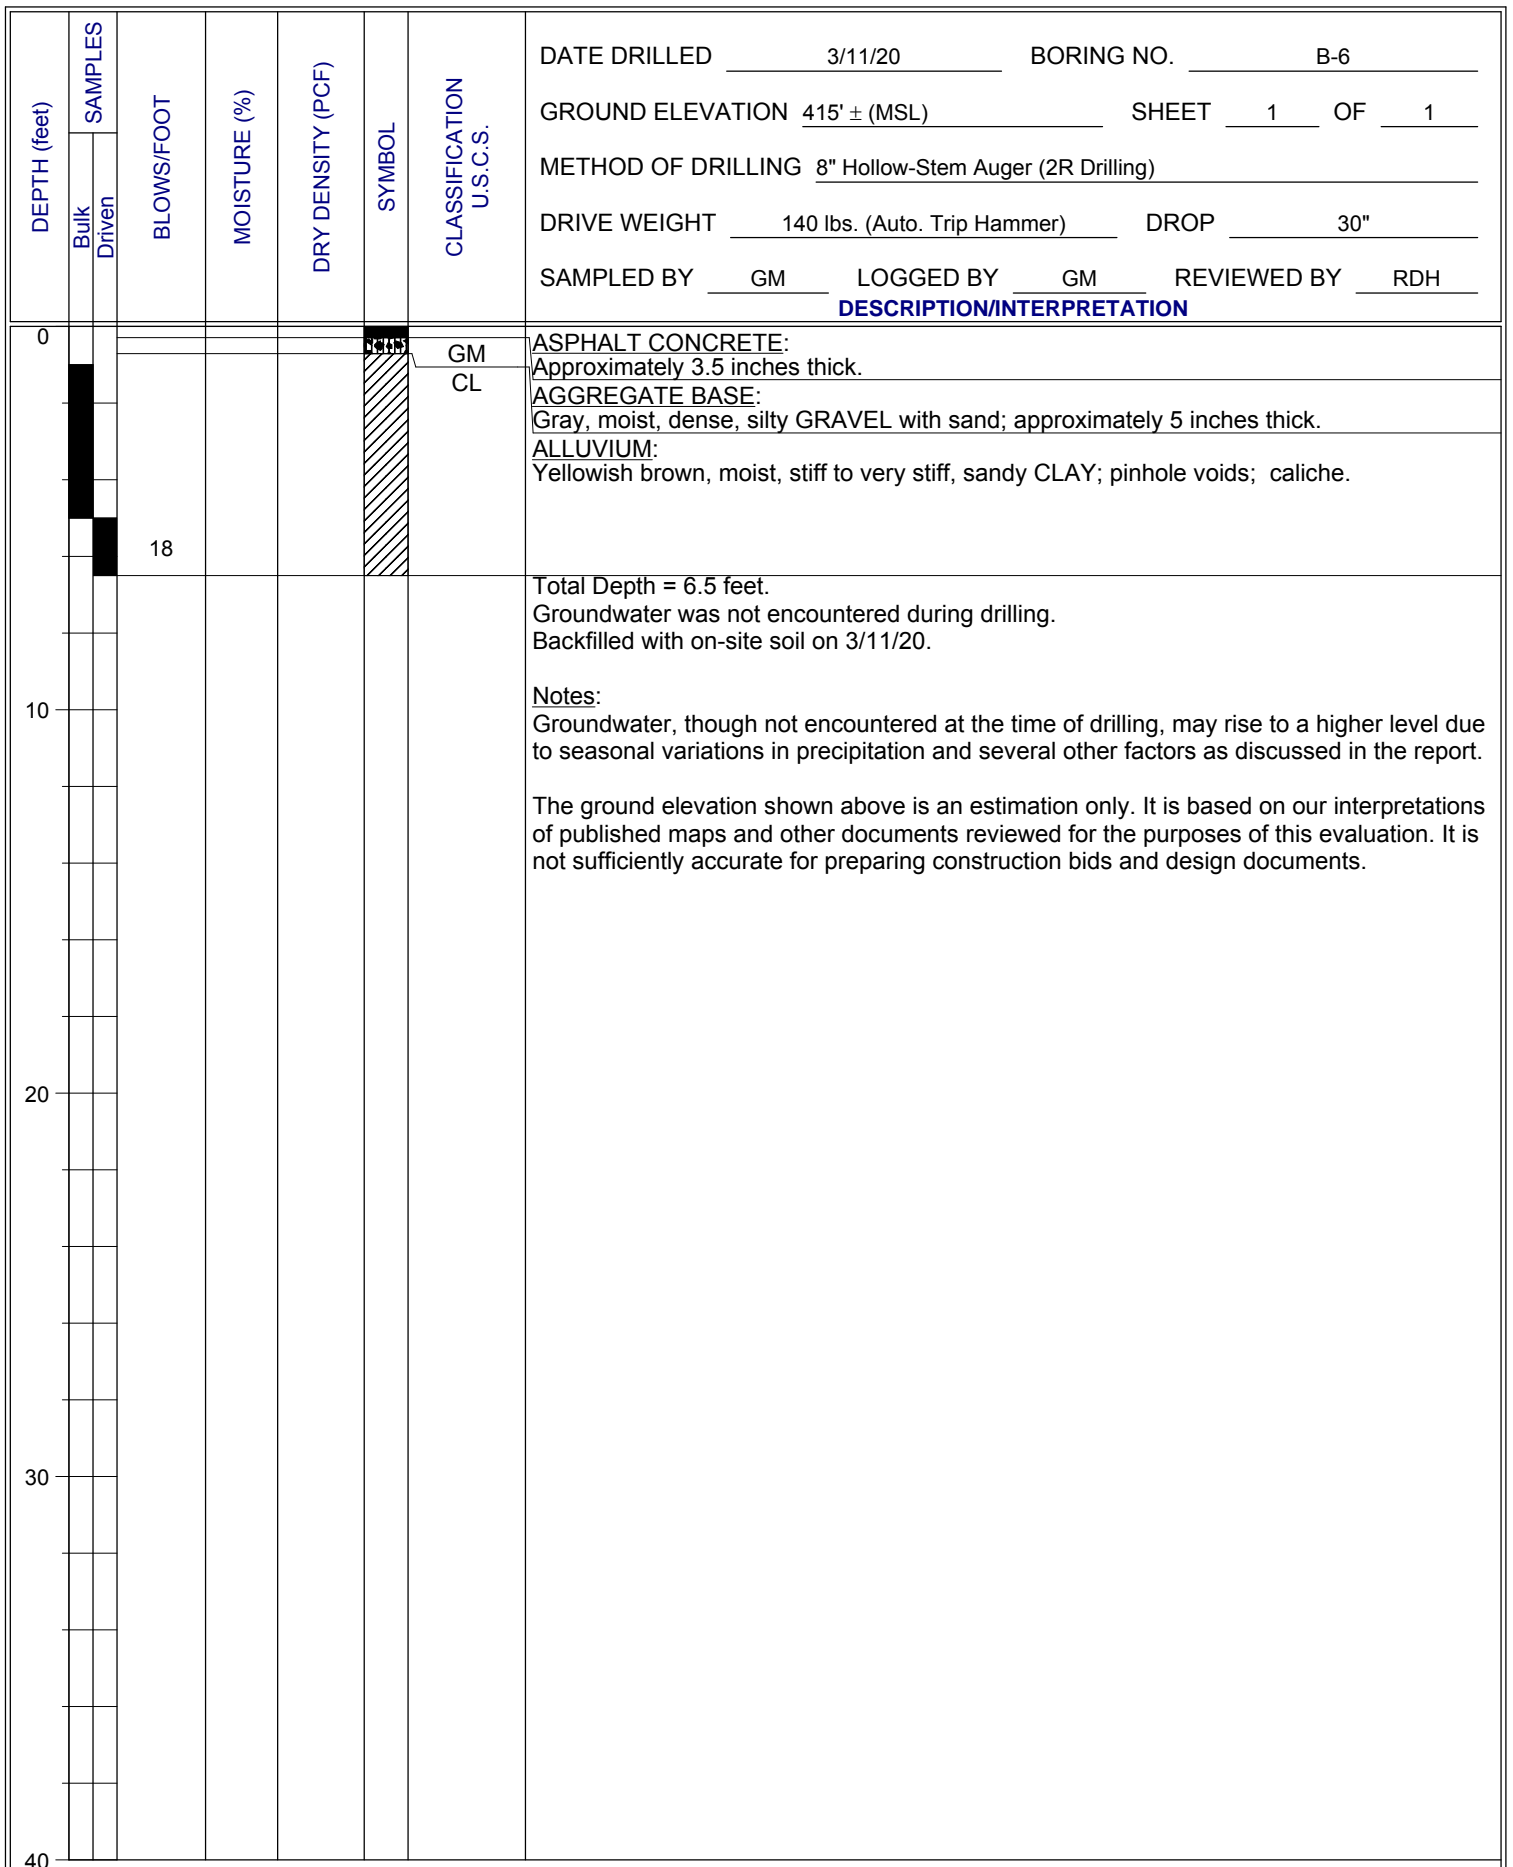 DEPTH (feet)
SAMPLES
Bulk
Driven
BLOWS/FOOT
MOISTURE (%)
DRY DENSITY (PCF)
SYMBOL
CLASSIFICATION
U.S.C.S.
DATE DRILLED 3/11/20 BORING NO. B-6
GROUND ELEVATION 415' ± (MSL) SHEET 1 OF 1
METHOD OF DRILLING 8" Hollow-Stem Auger (2R Drilling)
DRIVE WEIGHT 140 lbs. (Auto. Trip Hammer) DROP 30"
SAMPLED BY GM LOGGED BY GM REVIEWED BY RDH
DESCRIPTION/INTERPRETATION
0
GM
CL
ASPHALT CONCRETE:
Approximately 3.5 inches thick.
AGGREGATE BASE:
Gray, moist, dense, silty GRAVEL with sand; approximately 5 inches thick.
ALLUVIUM:
Yellowish brown, moist, stiff to very stiff, sandy CLAY; pinhole voids; caliche.
18
Total Depth = 6.5 feet.
Groundwater was not encountered during drilling.
Backfilled with on-site soil on 3/11/20.
Notes:
10
Groundwater, though not encountered at the time of drilling, may rise to a higher level due
to seasonal variations in precipitation and several other factors as discussed in the report.
The ground elevation shown above is an estimation only. It is based on our interpretations
of published maps and other documents reviewed for the purposes of this evaluation. It is
not sufficiently accurate for preparing construction bids and design documents.
20
30
40